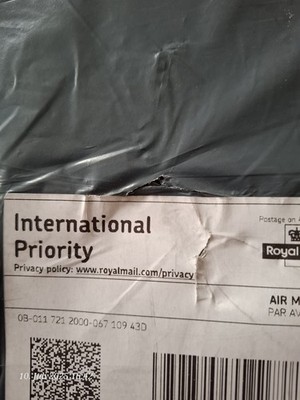 International
Priority
Postage on
Royal
Privacy policy: www.royalmail.com/privacy
AIR M
PAR AV
0B-011 721 2000-067 109 43D